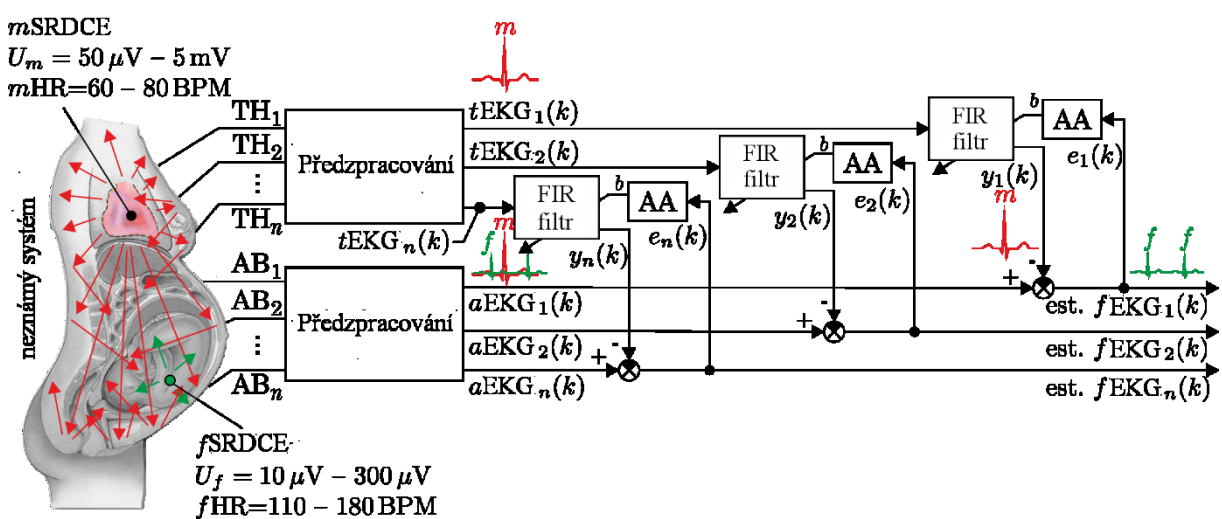 mSRDCE
U_m = 50 μV – 5 mV
mHR=60 – 80 BPM
neznámý systém
TH_1
TH_2
⋮
TH_n
Předzpracování
AB_1
AB_2
⋮
AB_n
Předzpracování
fSRDCE
U_f = 10 μV – 300 μV
fHR=110 – 180 BPM
m
tEKG_1(k)
tEKG_2(k)
tEKG_n(k)
f
m
aEKG_1(k)
aEKG_2(k)
aEKG_n(k)
FIR
filtr
b
AA
e_n(k)
y_n(k)
+
-
FIR
filtr
b
AA
e_2(k)
y_2(k)
+
-
FIR
filtr
b
AA
e_1(k)
y_1(k)
m
+
-
f
f
est. fEKG_1(k)
est. fEKG_2(k)
est. fEKG_n(k)